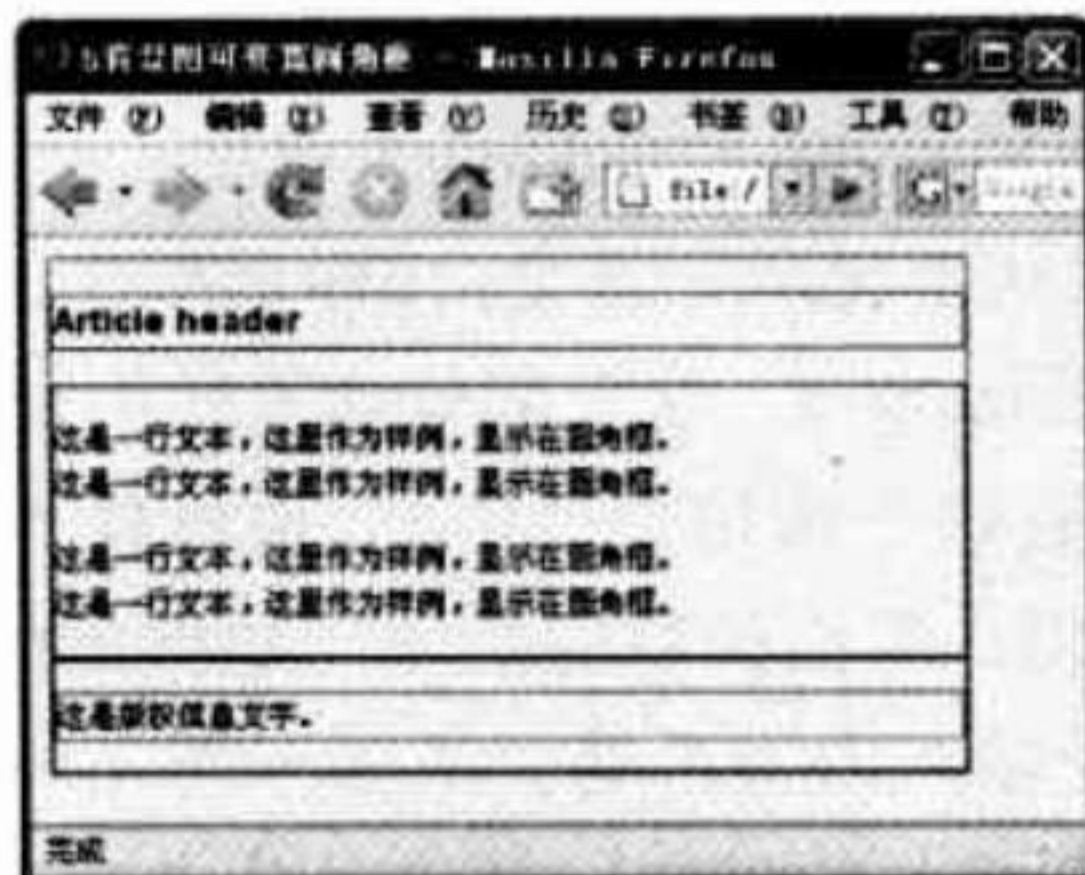 Mozilla Firefox
文件 (F) 编辑 (E) 查看 (V) 历史 (S) 书签 (B) 工具 (T) 帮助
file:/
Article header
这是一行文本，这里作为样例，显示在圆角框。
这是一行文本，这里作为样例，显示在圆角框。
这是一行文本，这里作为样例，显示在圆角框。
这是一行文本，这里作为样例，显示在圆角框。
这是版权信息文字。
完成